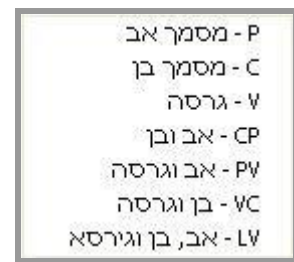 P - מסמך אב
C - מסמך בן
V - גרסה
CP - אב ובן
PV - אב וגרסה
VC - בן וגרסה
LV - אב, בן וגירסא